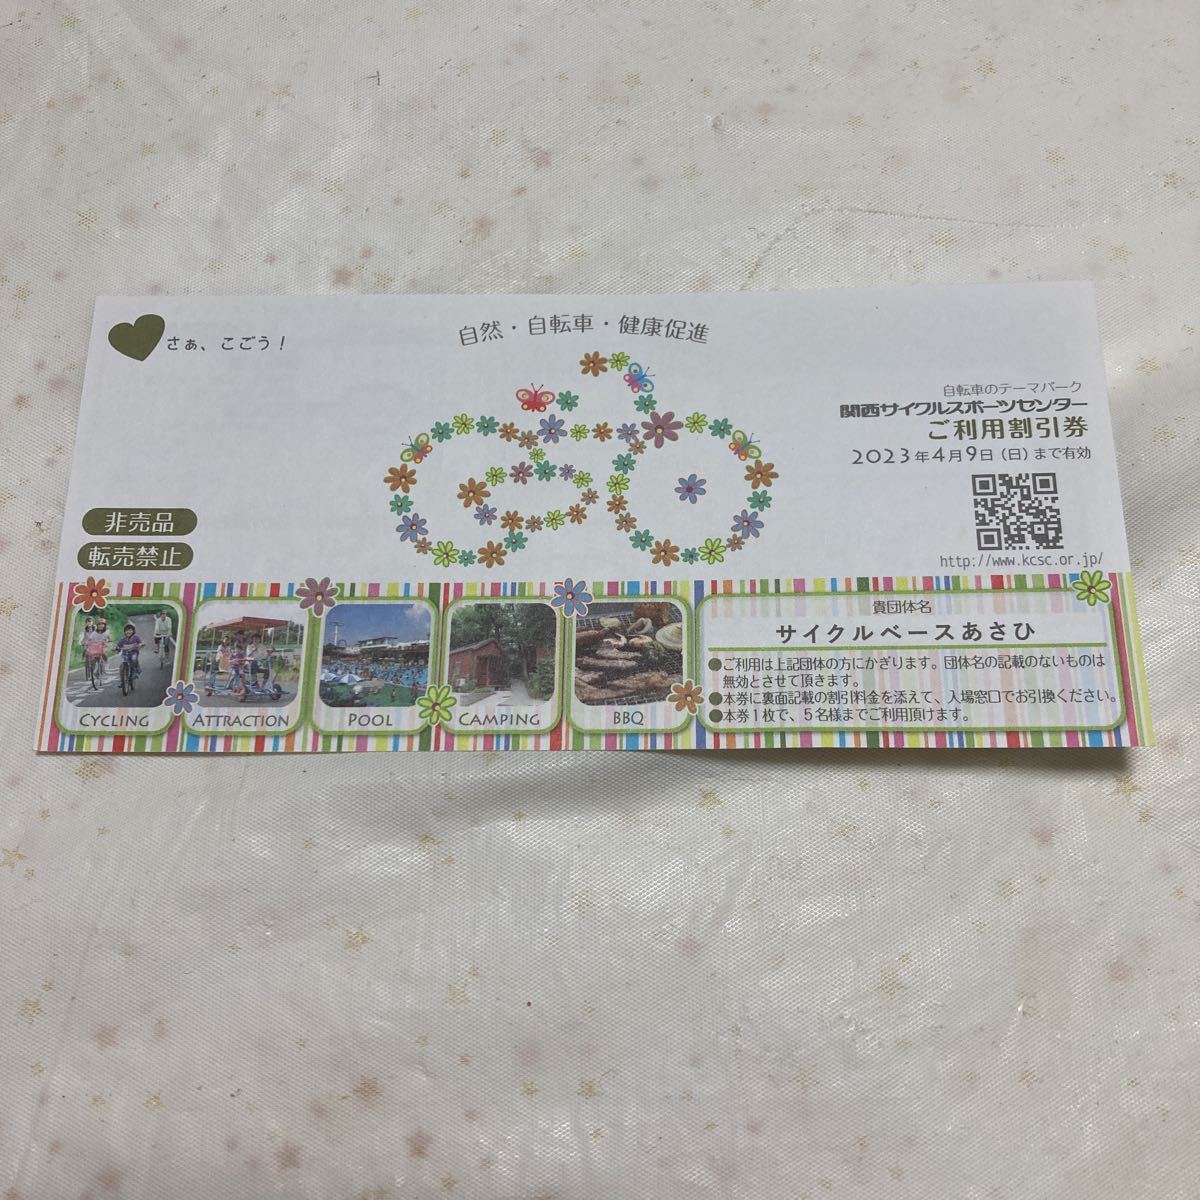 さぁ、こごう！
自然・自転車・健康促進
自転車のテーマパーク
関西サイクルスポーツセンター
ご利用割引券
2023年4月9日（日）まで有効
http://www.kcsc.or.jp/
非売品
転売禁止
CYCLING
ATTRACTION
POOL
CAMPING
BBQ
貴団体名
サイクルベースあさひ
●ご利用は上記団体の方にかぎります。団体名の記載のないものは
無効とさせて頂きます。
●本券に裏面記載の割引料金を添えて、入場窓口でお引換ください。
●本券1枚で、5名様までご利用頂けます。